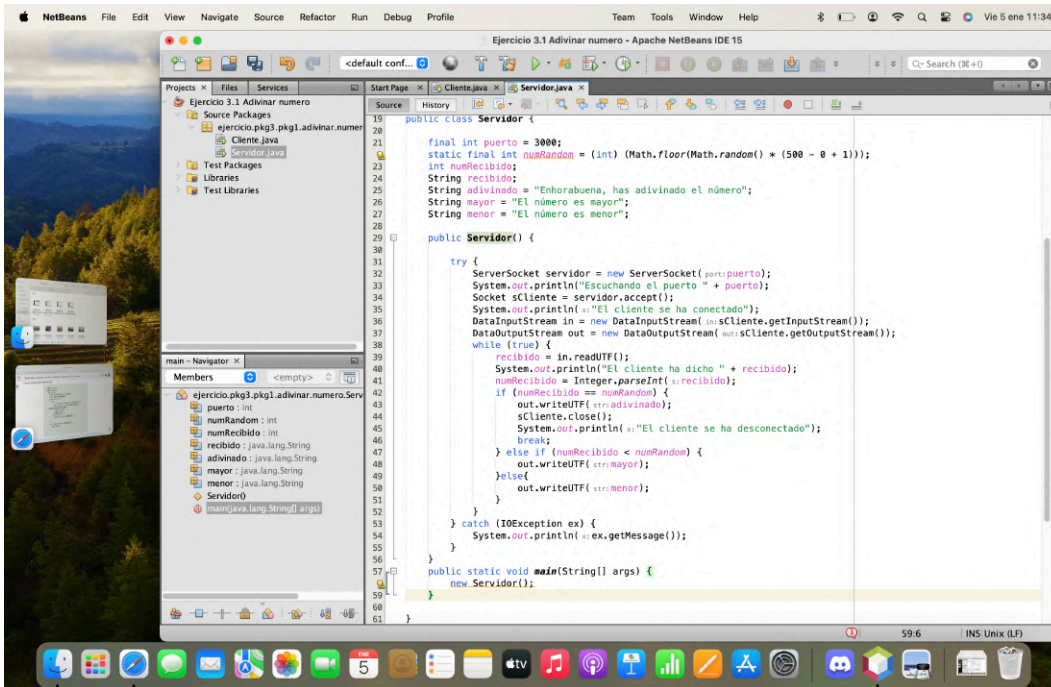 NetBeans File Edit View Navigate Source Refactor Run Debug Profile Team Tools Window Help Vie 5 ene 11:34
Ejercicio 3.1 Adivinar numero - Apache NetBeans IDE 15
<default conf... Search (⌘+I)
Projects × Files Services
Start Page × Cliente.java × Servidor.java ×
Source History
Ejercicio 3.1 Adivinar numero
Source Packages
ejercicio.pkg3.pkg1.adivinar.numer
Cliente.java
Servidor.java
Test Packages
Libraries
Test Libraries
main - Navigator ×
Members <empty>
ejercicio.pkg3.pkg1.adivinar.numero.Serv
puerto : int
numRandom : int
numRecibido : int
recibido : java.lang.String
adivinado : java.lang.String
mayor : java.lang.String
menor : java.lang.String
Servidor()
main(java.lang.String[] args)
19 public class Servidor {
20
21 final int puerto = 3000;
static final int numRandom = (int) (Math.floor(Math.random() * (500 - 0 + 1)));
23 int numRecibido;
24 String recibido;
25 String adivinado = "Enhorabuena, has adivinado el número";
26 String mayor = "El número es mayor";
27 String menor = "El número es menor";
28
29 public Servidor() {
30
31 try {
32 ServerSocket servidor = new ServerSocket( port:puerto);
33 System.out.println("Escuchando el puerto " + puerto);
34 Socket sCliente = servidor.accept();
35 System.out.println( x:"El cliente se ha conectado");
36 DataInputStream in = new DataInputStream( in:sCliente.getInputStream());
37 DataOutputStream out = new DataOutputStream( out:sCliente.getOutputStream());
38 while (true) {
39 recibido = in.readUTF();
40 System.out.println("El cliente ha dicho " + recibido);
41 numRecibido = Integer.parseInt( s:recibido);
42 if (numRecibido == numRandom) {
43 out.writeUTF( str:adivinado);
44 sCliente.close();
45 System.out.println( x:"El cliente se ha desconectado");
46 break;
47 } else if (numRecibido < numRandom) {
48 out.writeUTF( str:mayor);
49 }else{
50 out.writeUTF( str:menor);
51 }
52 }
53 } catch (IOException ex) {
54 System.out.println( x:ex.getMessage());
55 }
56 }
57 public static void main(String[] args) {
new Servidor();
59 }
60
61 }
59:6 INS Unix (LF)
ENE
5
tv